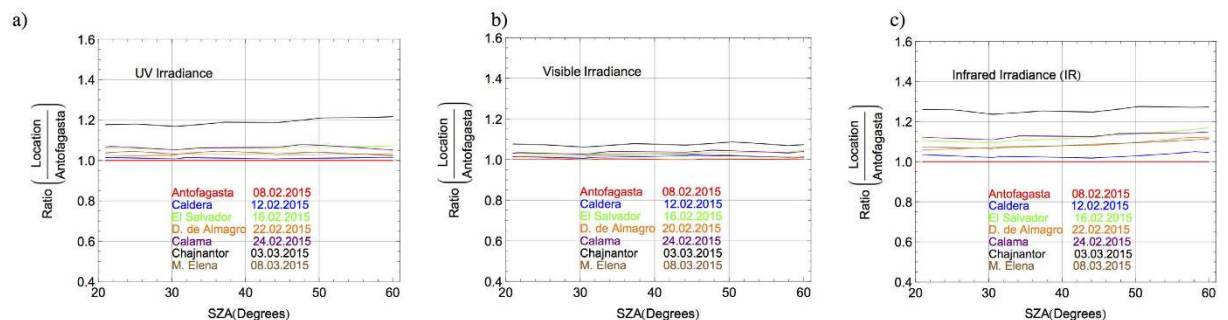 a)
1.6
1.4
1.2
1.0
0.8
0.6
0.4
Ratio (Location
Antofagasta)
UV Irradiance
Antofagasta 08.02.2015
Caldera 12.02.2015
El Salvador 16.02.2015
D. de Almagro 22.02.2015
Calama 24.02.2015
Chajnantor 03.03.2015
M. Elena 08.03.2015
20 30 40 50 60
SZA(Degrees)
b)
1.6
1.4
1.2
1.0
0.8
0.6
0.4
Ratio (Location
Antofagasta)
Visible Irradiance
Antofagasta 08.02.2015
Caldera 12.02.2015
El Salvador 16.02.2015
D. de Almagro 20.02.2015
Calama 24.02.2015
Chajnantor 03.03.2015
M. Elena 08.03.2015
20 30 40 50 60
SZA(Degrees)
c)
1.6
1.4
1.2
1.0
0.8
0.6
0.4
Ratio (Location
Antofagasta)
Infrared Irradiance (IR)
Antofagasta 08.02.2015
Caldera 12.02.2015
El Salvador 16.02.2015
D. de Almagro 22.02.2015
Calama 24.02.2015
Chajnantor 03.03.2015
M. Elena 08.03.2015
20 30 40 50 60
SZA(Degrees)